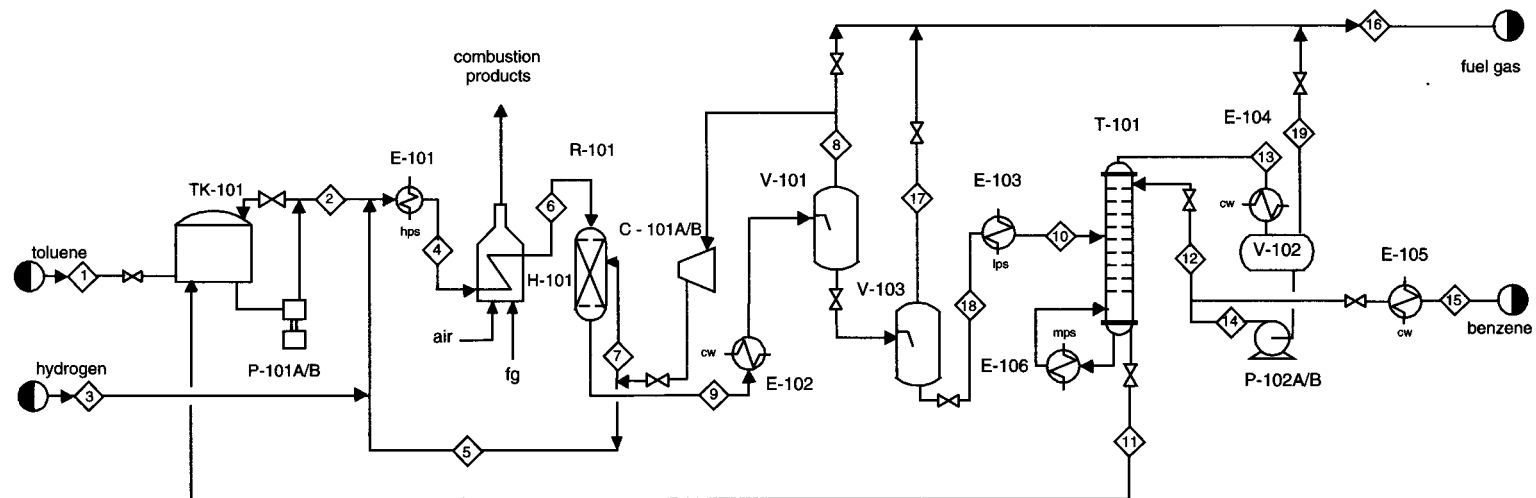 16
fuel gas
combustion
products
E-104
T-101
19
13
R-101
8
E-101
V-101
E-103
TK-101
2
6
17
cw
hps
C - 101A/B
10
4
V-102
toluene
12
E-105
1
H-101
lps
V-103
18
15
14
benzene
air
mps
cw
7
cw
fg
E-106
hydrogen
P-101A/B
E-102
P-102A/B
3
9
11
5